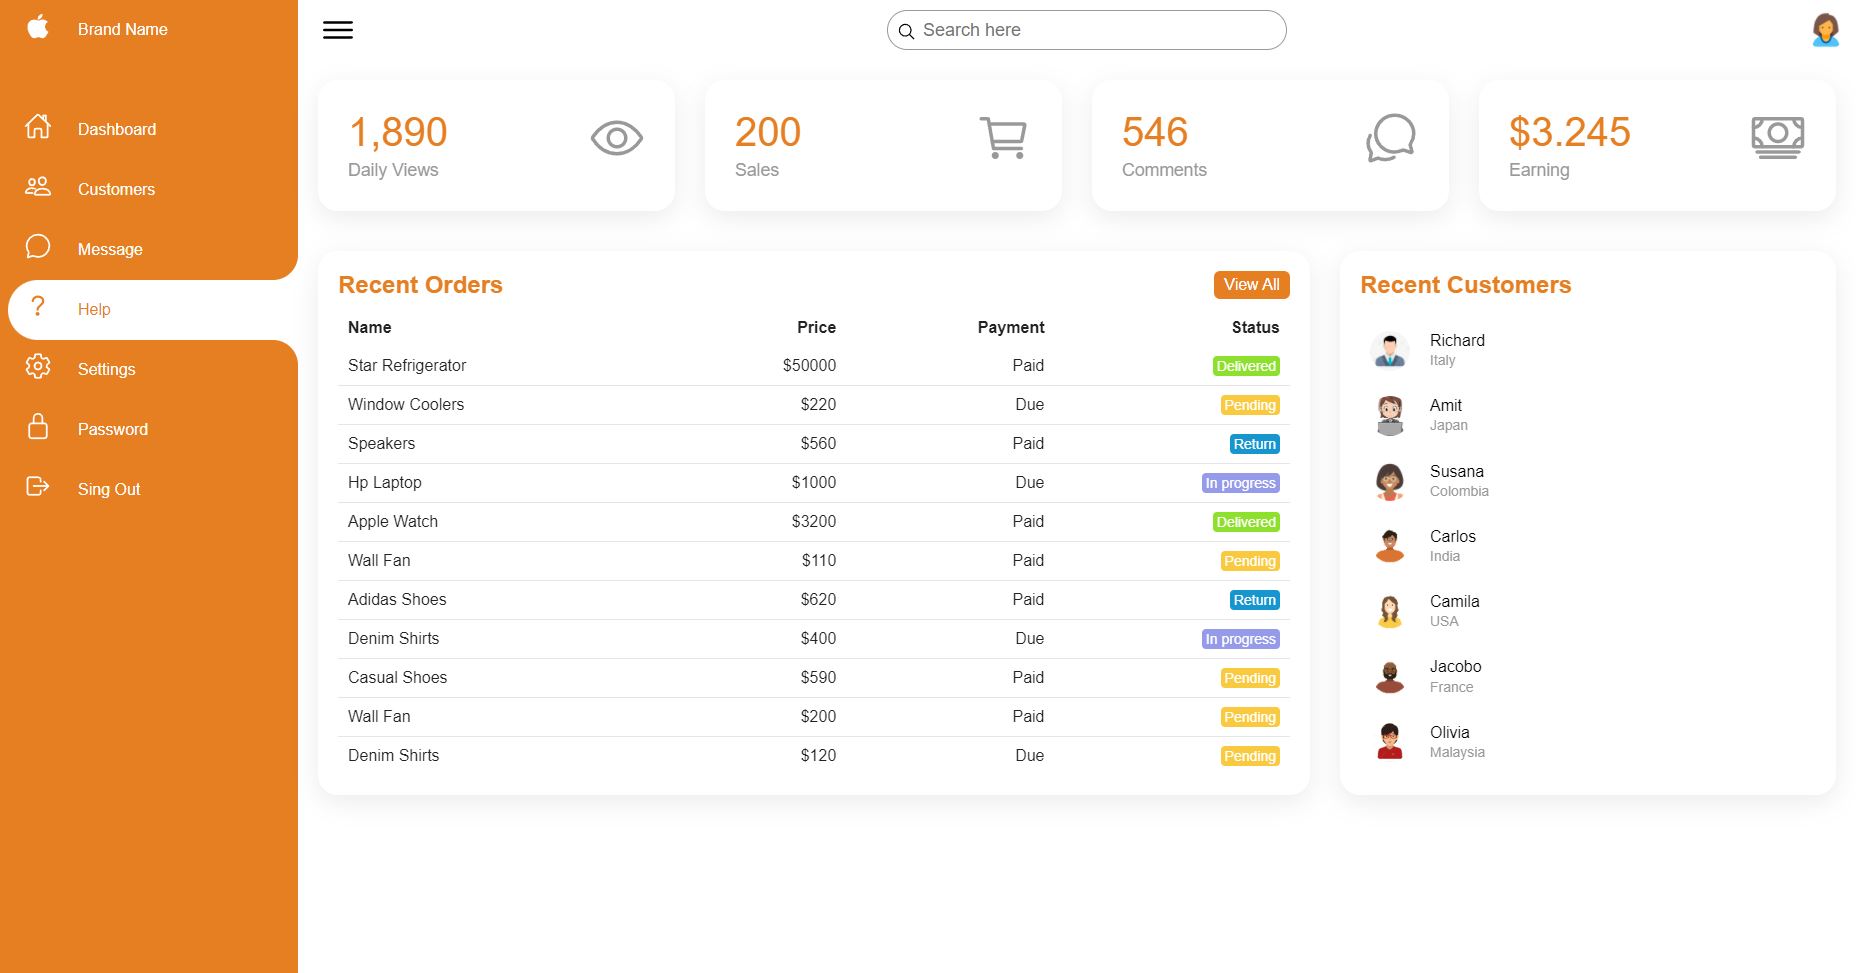 Brand Name
Dashboard
Customers
Message
Help
Settings
Password
Sing Out
Search here
1,890
Daily Views
200
Sales
546
Comments
$3.245
Earning
Recent Orders
View All
Name Price Payment Status
Star Refrigerator $50000 Paid Delivered
Window Coolers $220 Due Pending
Speakers $560 Paid Return
Hp Laptop $1000 Due In progress
Apple Watch $3200 Paid Delivered
Wall Fan $110 Paid Pending
Adidas Shoes $620 Paid Return
Denim Shirts $400 Due In progress
Casual Shoes $590 Paid Pending
Wall Fan $200 Paid Pending
Denim Shirts $120 Due Pending
Recent Customers
Richard
Italy
Amit
Japan
Susana
Colombia
Carlos
India
Camila
USA
Jacobo
France
Olivia
Malaysia